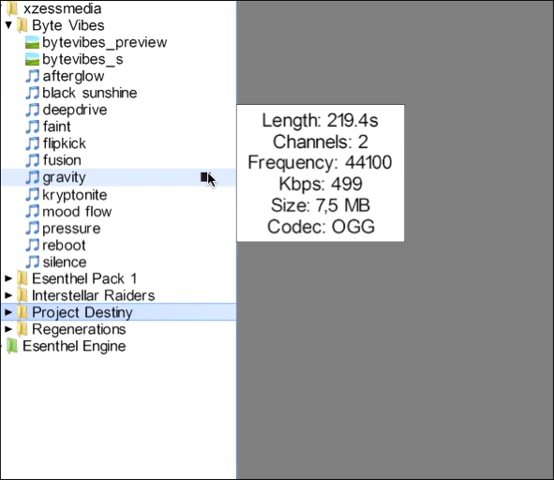 xzessmedia
Byte Vibes
bytevibes_preview
bytevibes_s
afterglow
black sunshine
deepdrive
faint
flipkick
fusion
gravity
kryptonite
mood flow
pressure
reboot
silence
Esenthel Pack 1
Interstellar Raiders
Project Destiny
Regenerations
Esenthel Engine
Length: 219.4s
Channels: 2
Frequency: 44100
Kbps: 499
Size: 7,5 MB
Codec: OGG